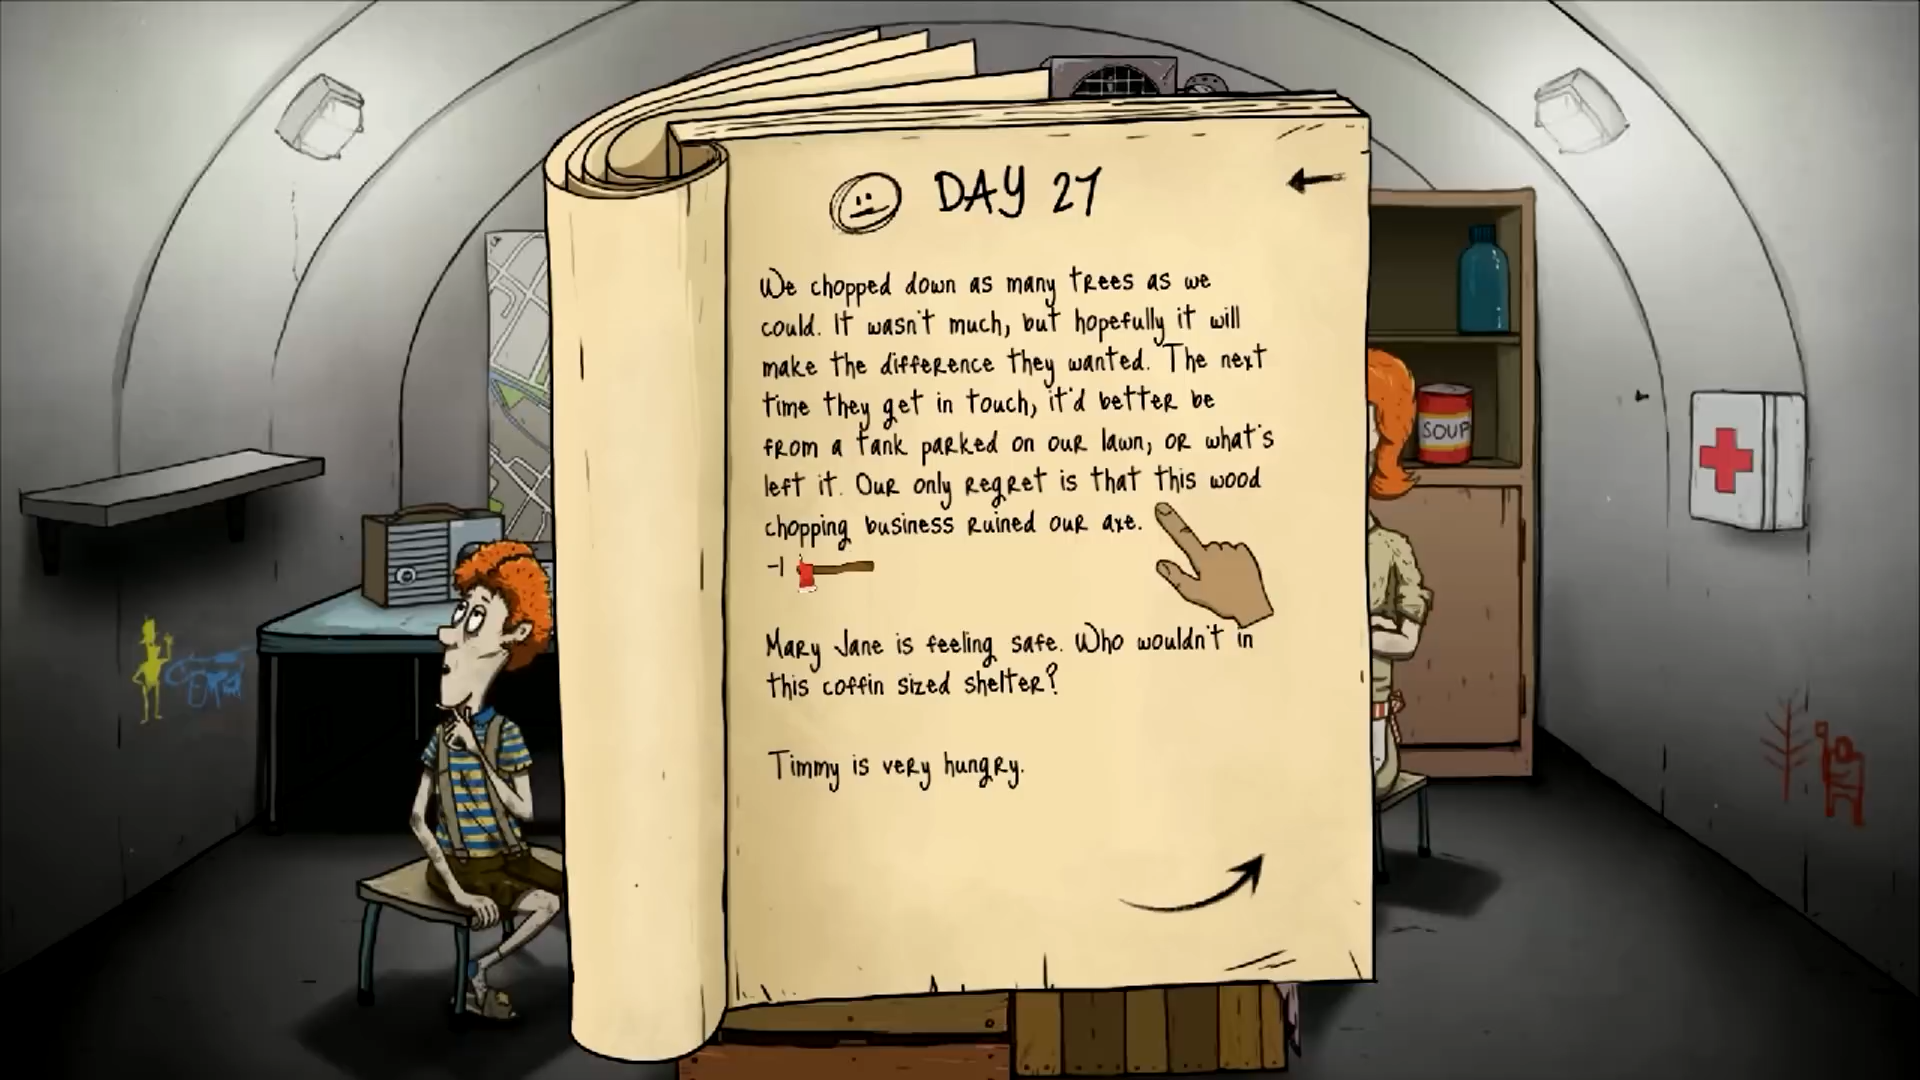 DAY 27
We chopped down as many trees as we
could. It wasn't much, but hopefully it will
make the difference they wanted. The next
time they get in touch, it'd better be
from a tank parked on our lawn, or what's
left it. Our only regret is that this wood
chopping business ruined our axe.
-1
Mary Jane is feeling safe. Who wouldn't in
this coffin sized shelter?
Timmy is very hungry.
SOUP